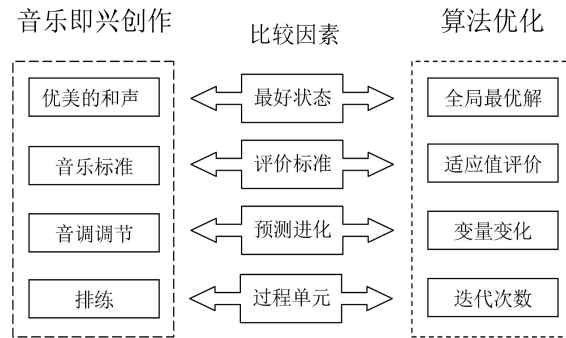 音乐即兴创作
比较因素
算法优化
优美的和声
最好状态
全局最优解
音乐标准
评价标准
适应值评价
音调调节
预测进化
变量变化
排练
过程单元
迭代次数